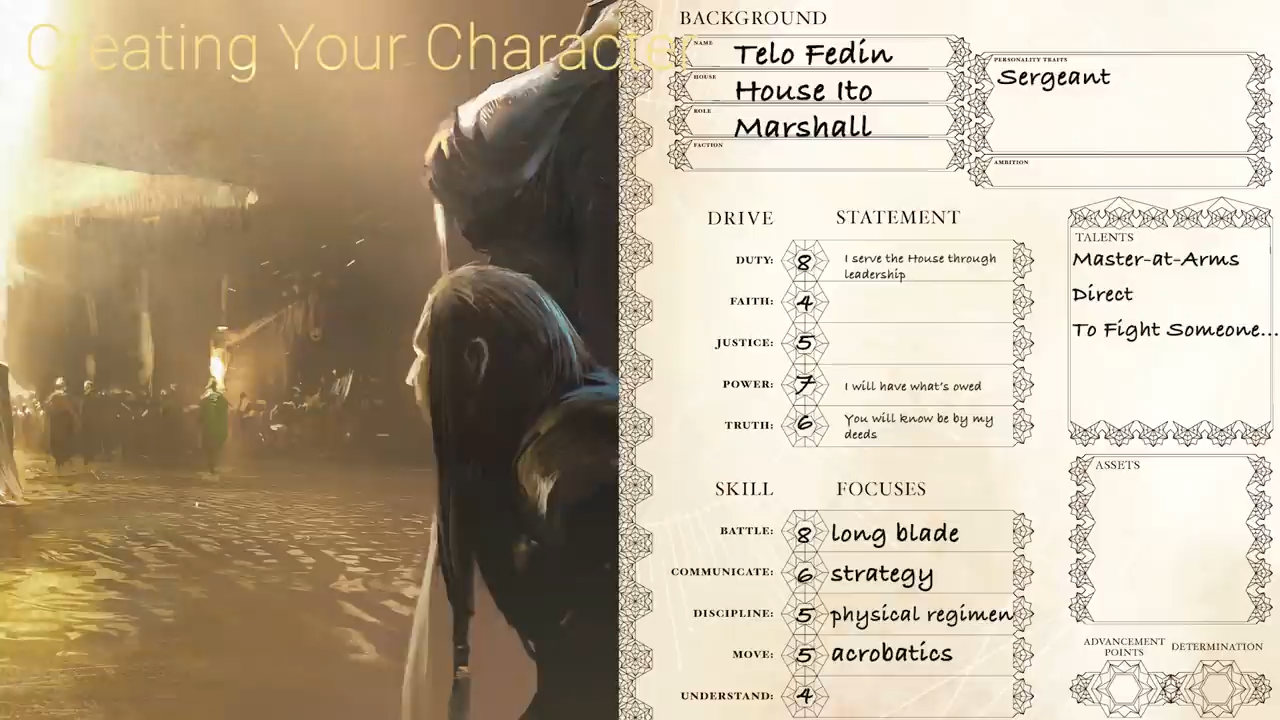 Creating Your Character
BACKGROUND
NAME
Telo Fedin
HOUSE
House Ito
ROLE
Marshall
FACTION
PERSONALITY TRAITS
Sergeant
AMBITION
DRIVE STATEMENT
DUTY: 8 I serve the House through
leadership
FAITH: 4
JUSTICE: 5
POWER: 7 I will have what's owed
TRUTH: 6 You will know be by my
deeds
TALENTS
Master-at-Arms
Direct
To Fight Someone...
SKILL FOCUSES
BATTLE: 8 long blade
COMMUNICATE: 6 strategy
DISCIPLINE: 5 physical regimen
MOVE: 5 acrobatics
UNDERSTAND: 4
ASSETS
ADVANCEMENT
POINTS
DETERMINATION